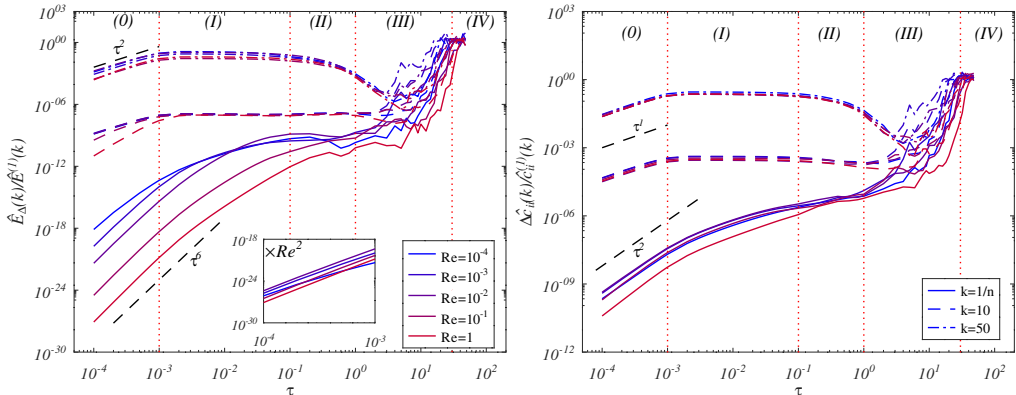 (0) (I) (II) (III) (IV)
10^00
10^-06
10^-12
10^-18
10^-24
10^-30
Ê_Δ(k)/Ê^(1)(k)
τ^2
τ^6
×Re^2
10^-18
10^-24
10^-30
10^-4 10^-3
Re=10^-4
Re=10^-3
Re=10^-2
Re=10^-1
Re=1
10^-4 10^-3 10^-2 10^-1 10^0 10^1 10^2
τ
(0) (I) (II) (III) (IV)
10^00
10^-03
10^-06
10^-09
10^-12
Δĉ_ii(k)/ĉ_ii^(1)(k)
τ^1
τ^2
k=1/n
k=10
k=50
10^-4 10^-3 10^-2 10^-1 10^0 10^1 10^2
τ